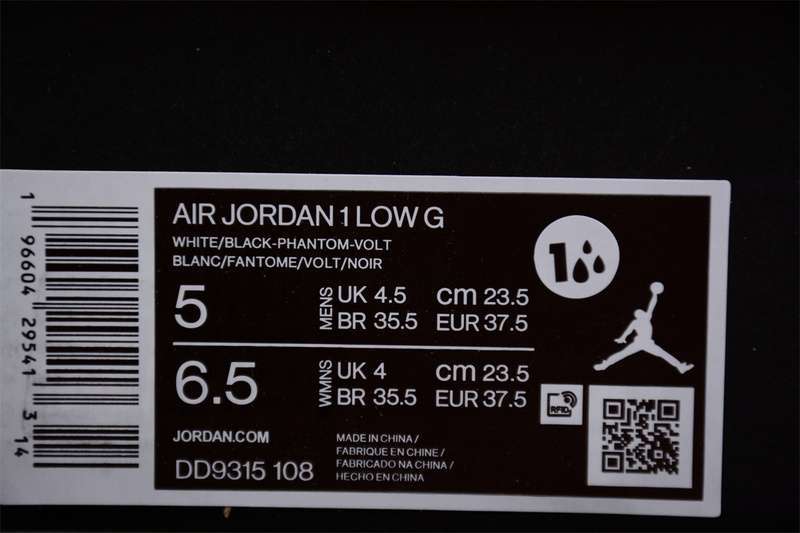 1 96604 29541 3 14
AIR JORDAN 1 LOW G
WHITE/BLACK-PHANTOM-VOLT
BLANC/FANTOME/VOLT/NOIR
5
MENS
UK 4.5 cm 23.5
BR 35.5 EUR 37.5
6.5
WMNS
UK 4 cm 23.5
BR 35.5 EUR 37.5
JORDAN.COM
DD9315 108
MADE IN CHINA /
FABRIQUE EN CHINE /
FABRICADO NA CHINA /
HECHO EN CHINA
1
RFID